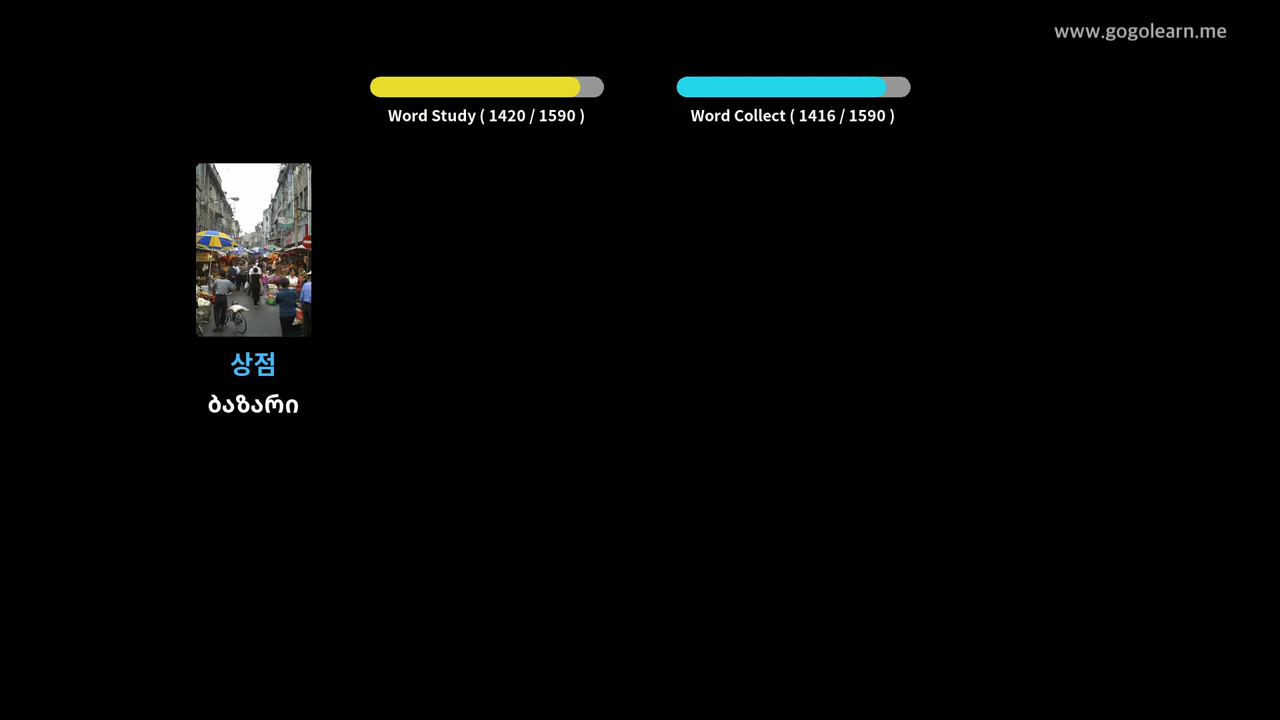 www.gogolearn.me
Word Study ( 1420 / 1590 )
Word Collect ( 1416 / 1590 )
상점
ბაზარი